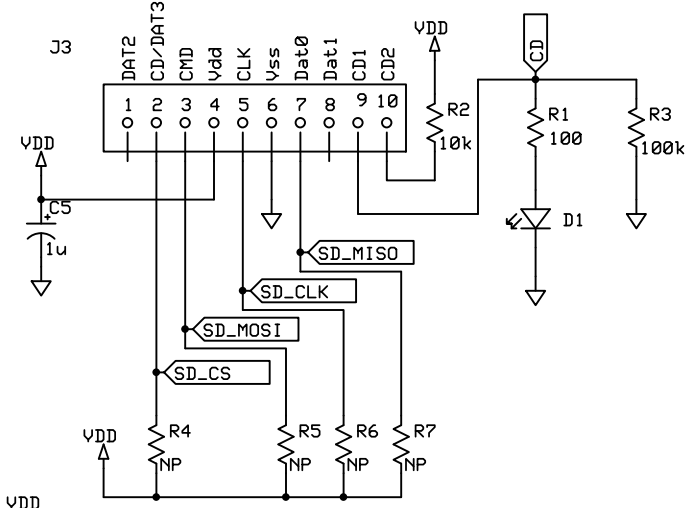 J3
DAT2
CD/DAT3
CMD
Vdd
CLK
Vss
Dat0
Dat1
CD1
CD2
1 2 3 4 5 6 7 8 9 10
VDD
R2
10k
CD
R1
100
R3
100k
D1
VDD
C5
+
1u
SD_MISO
SD_CLK
SD_MOSI
SD_CS
VDD
R4
NP
R5
NP
R6
NP
R7
NP
VDD